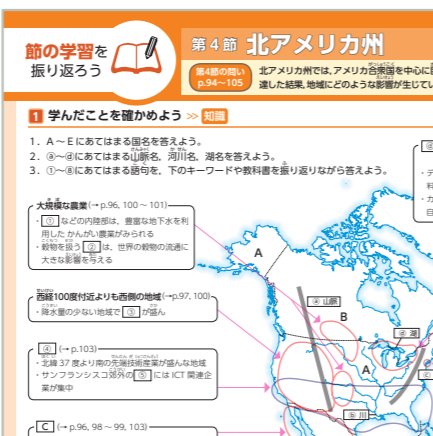 節の学習を
振り返ろう
第4節 北アメリカ州
第4節の問い
p.94～105
北アメリカ州では,アメリカ合衆国を中心に
達した結果,地域にどのような影響が生じてい
1 学んだことを確かめよう ≫ 知識
1. A～Eにあてはまる国名を答えよう。
2. ⓐ～ⓓにあてはまる山脈名, 河川名, 湖名を答えよう。
3. ①～⑧にあてはまる語句を, 下のキーワードや教科書を振り返りながら答えよう。
大規模な農業(→p.96, 100～101)
・① などの内陸部は, 豊富な地下水を利
用した かんがい農業がみられる
・穀物を扱う ② は, 世界の穀物の流通に
大きな影響を与える
西経100度付近よりも西側の地域(→p.97, 100)
・降水量の少ない地域で ③ が盛ん
④ (→p.103)
・北緯37度より南の先端技術産業が盛んな地域
・サンフランシスコ郊外の ⑤ にはICT関連企
業が集中
C (→p.96, 98～99, 103)
A
ⓐ 山脈
B
ⓓ 湖
A
ⓑ 川